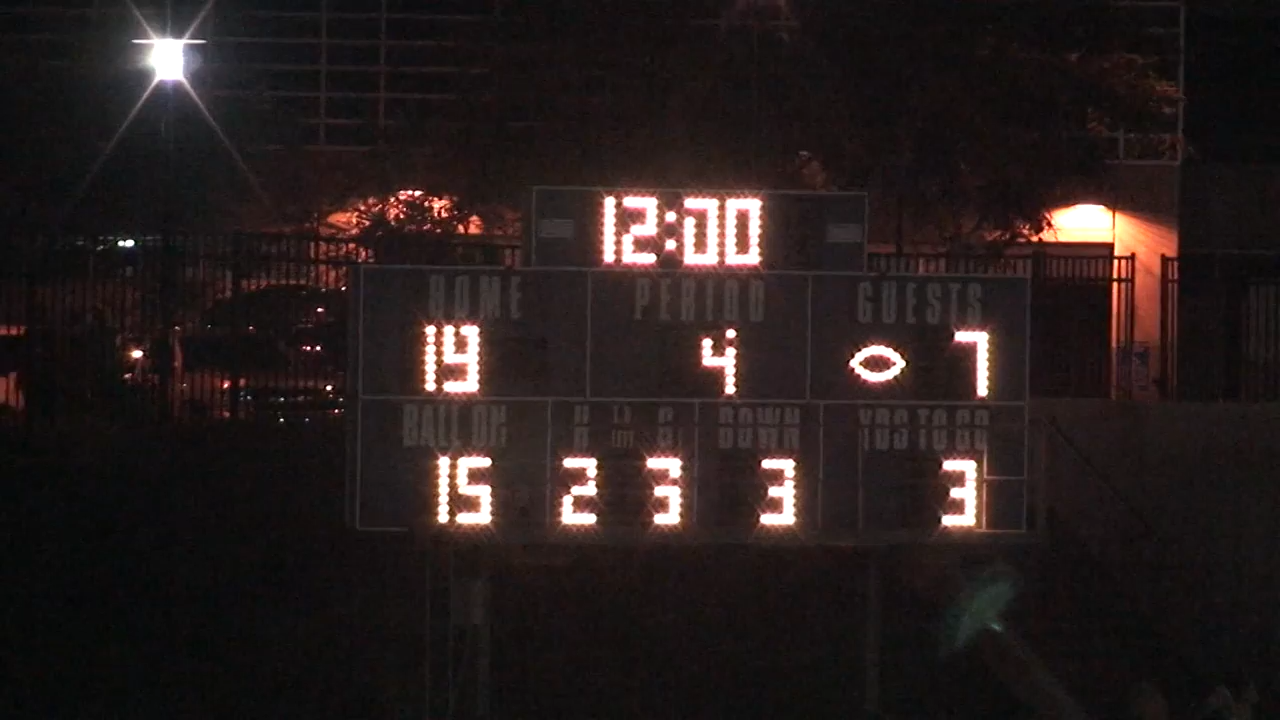 12:00
HOME PERIOD GUESTS
19 4 7
BALL ON H T.O. G DOWN YDS TO GO
15 2 3 3 3